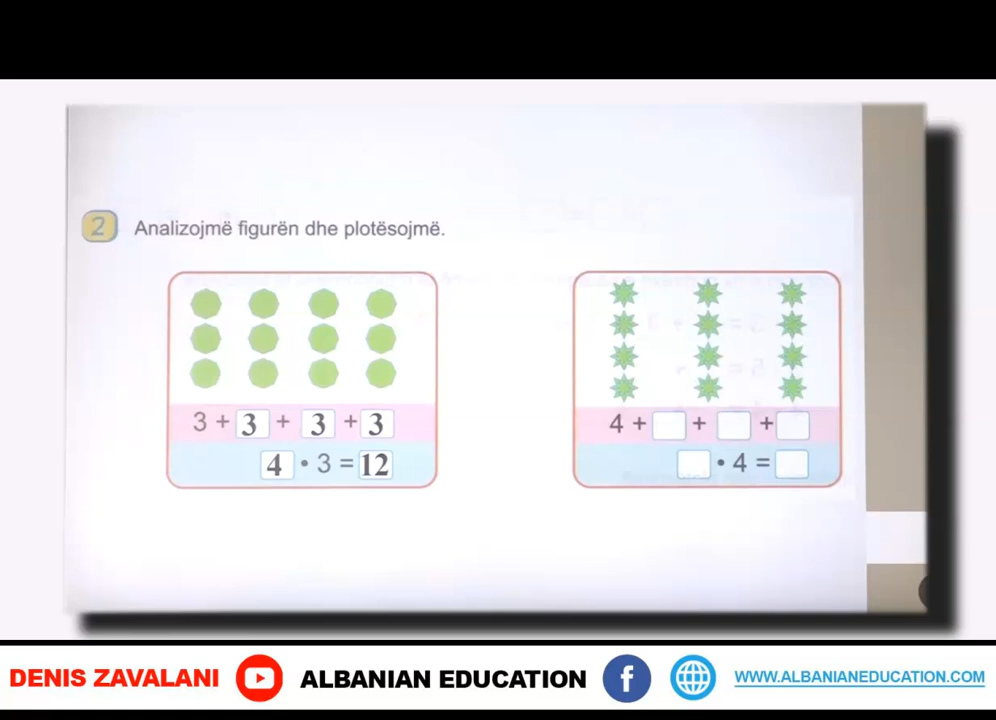 2 Analizojmë figurën dhe plotësojmë.
3 + 3 + 3 + 3
4 · 3 = 12
4 + + +
· 4 =
DENIS ZAVALANI ALBANIAN EDUCATION f WWW.ALBANIANEDUCATION.COM